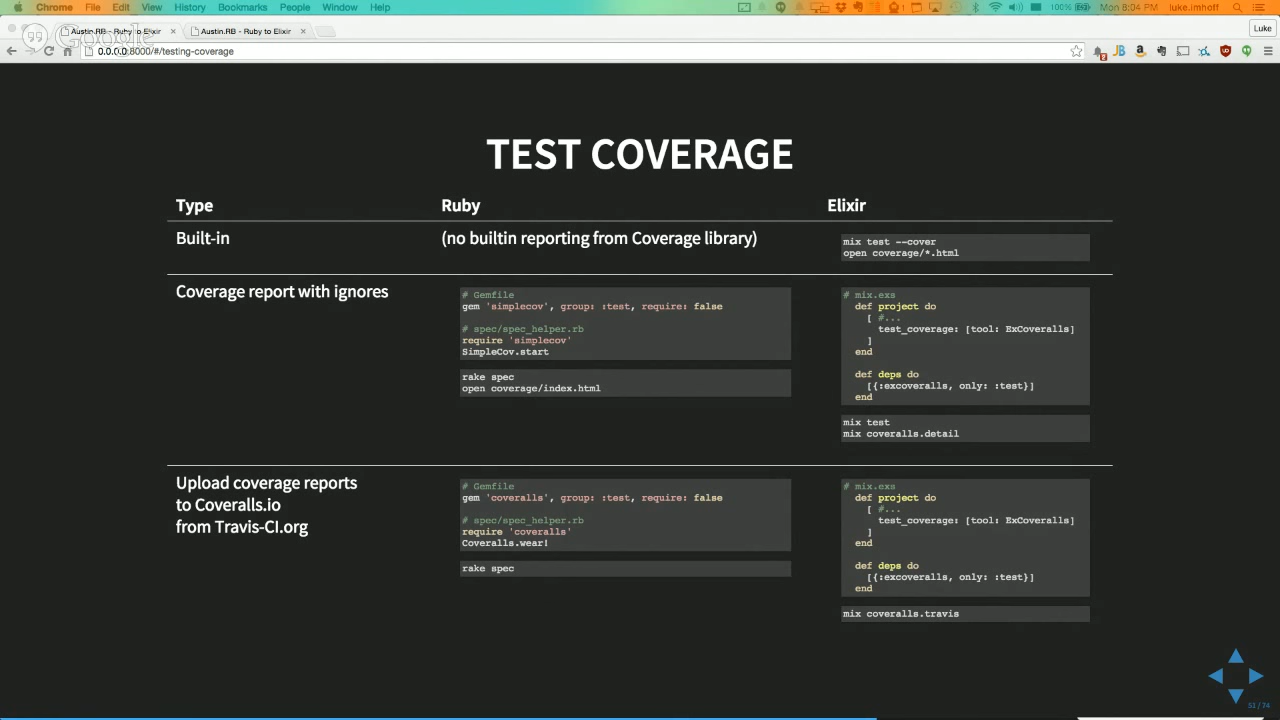 Chrome File Edit View History Bookmarks People Window Help
1 100% Mon 8:04 PM luke.imhoff
Austin.RB - Ruby to Elixir
Austin.RB - Ruby to Elixir
Luke
Google
0.0.0.0:8000/#/testing-coverage
TEST COVERAGE
Type Ruby Elixir
Built-in
(no builtin reporting from Coverage library)
mix test --cover
open coverage/*.html
Coverage report with ignores
# Gemfile
gem 'simplecov', group: :test, require: false
# spec/spec_helper.rb
require 'simplecov'
SimpleCov.start
rake spec
open coverage/index.html
# mix.exs
def project do
[ #...
test_coverage: [tool: ExCoveralls]
]
end
def deps do
[{:excoveralls, only: :test}]
end
mix test
mix coveralls.detail
Upload coverage reports
to Coveralls.io
from Travis-CI.org
# Gemfile
gem 'coveralls', group: :test, require: false
# spec/spec_helper.rb
require 'coveralls'
Coveralls.wear!
rake spec
# mix.exs
def project do
[ #...
test_coverage: [tool: ExCoveralls]
]
end
def deps do
[{:excoveralls, only: :test}]
end
mix coveralls.travis
51 / 74